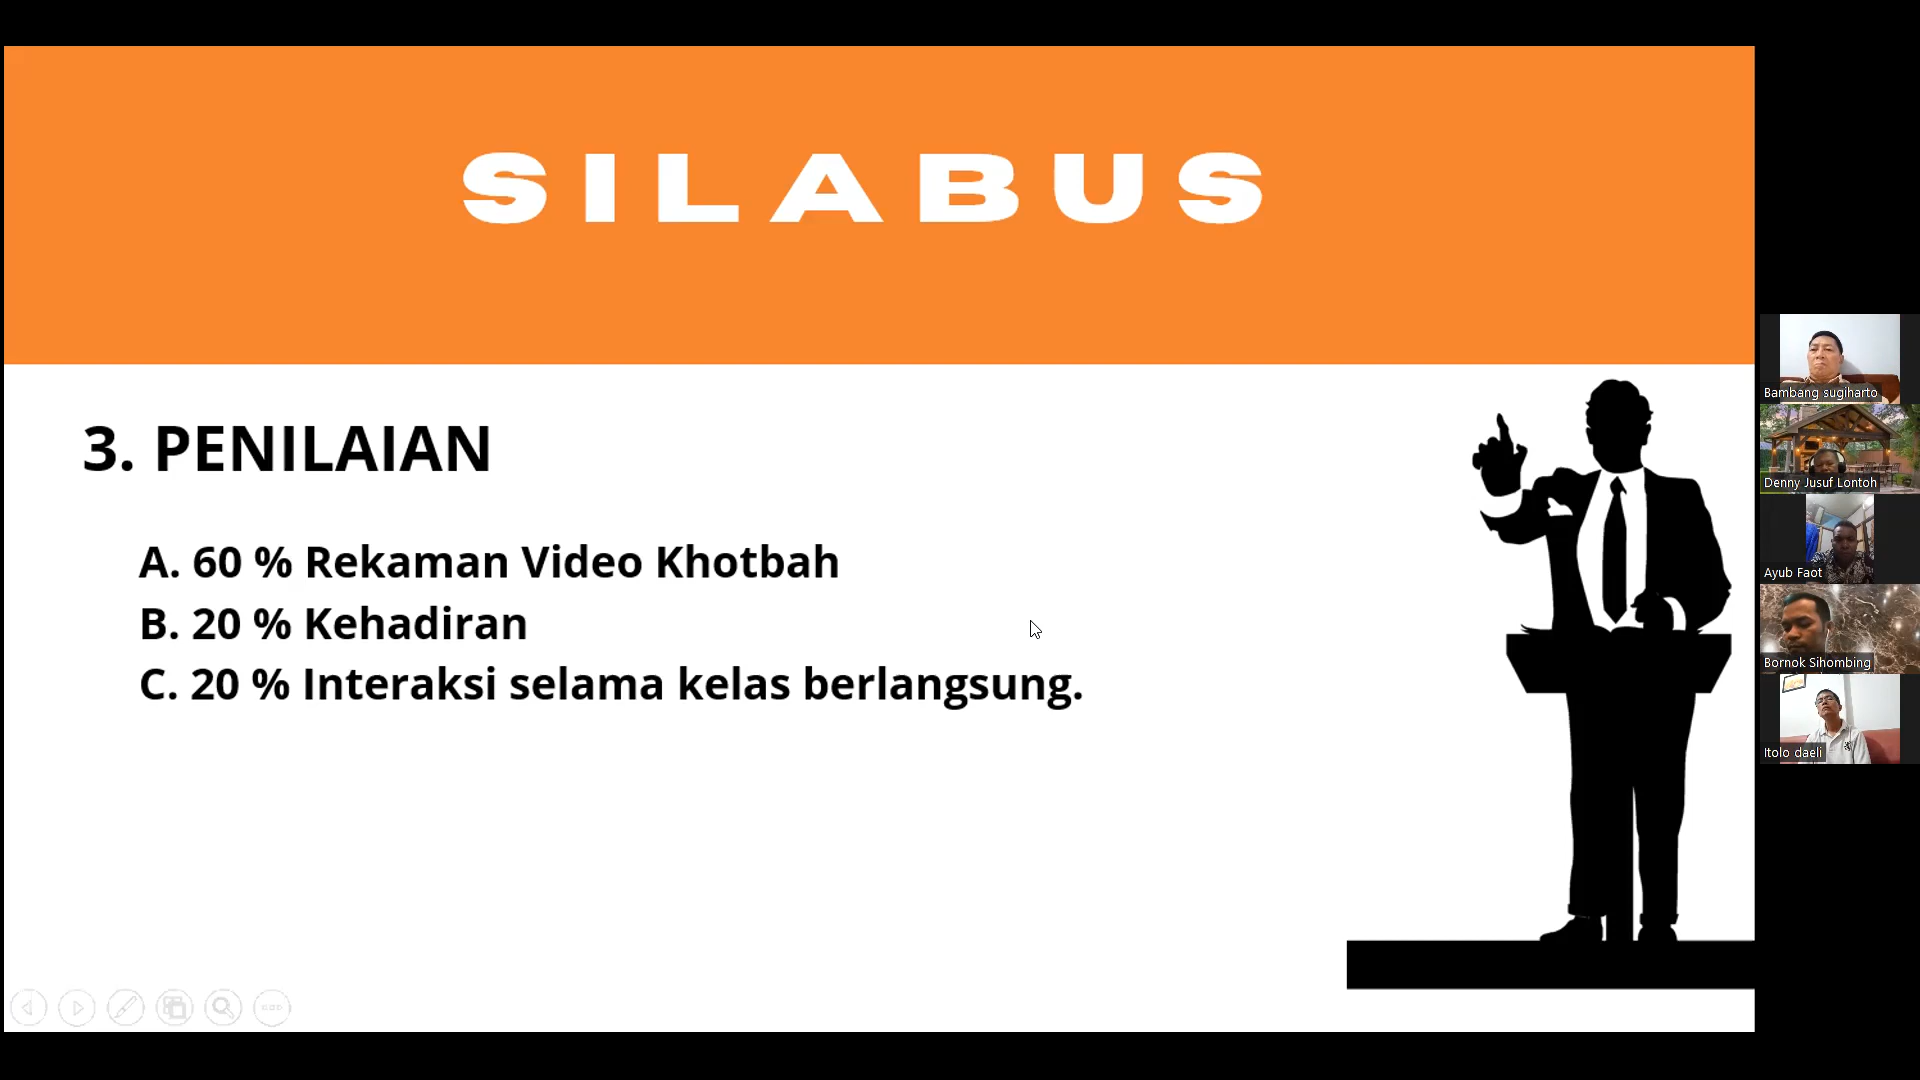 SILABUS
3. PENILAIAN
A. 60 % Rekaman Video Khotbah
B. 20 % Kehadiran
C. 20 % Interaksi selama kelas berlangsung.
Bambang sugiharto
Denny Jusuf Lontoh
Ayub Faot
Bornok Sihombing
Itolo daeli